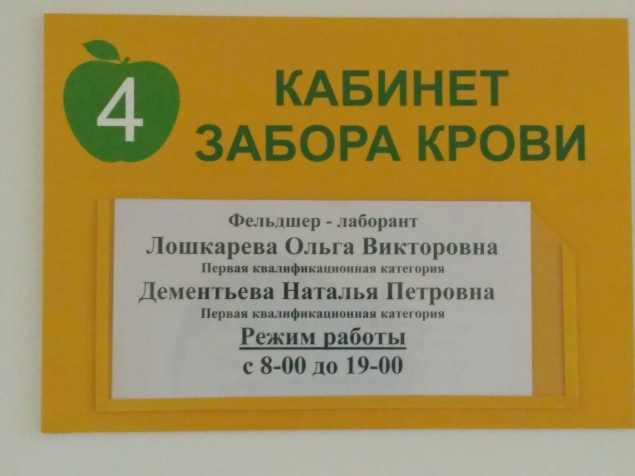 4
КАБИНЕТ
ЗАБОРА КРОВИ
Фельдшер - лаборант
Лошкарева Ольга Викторовна
Первая квалификационная категория
Дементьева Наталья Петровна
Первая квалификационная категория
Режим работы
с 8-00 до 19-00